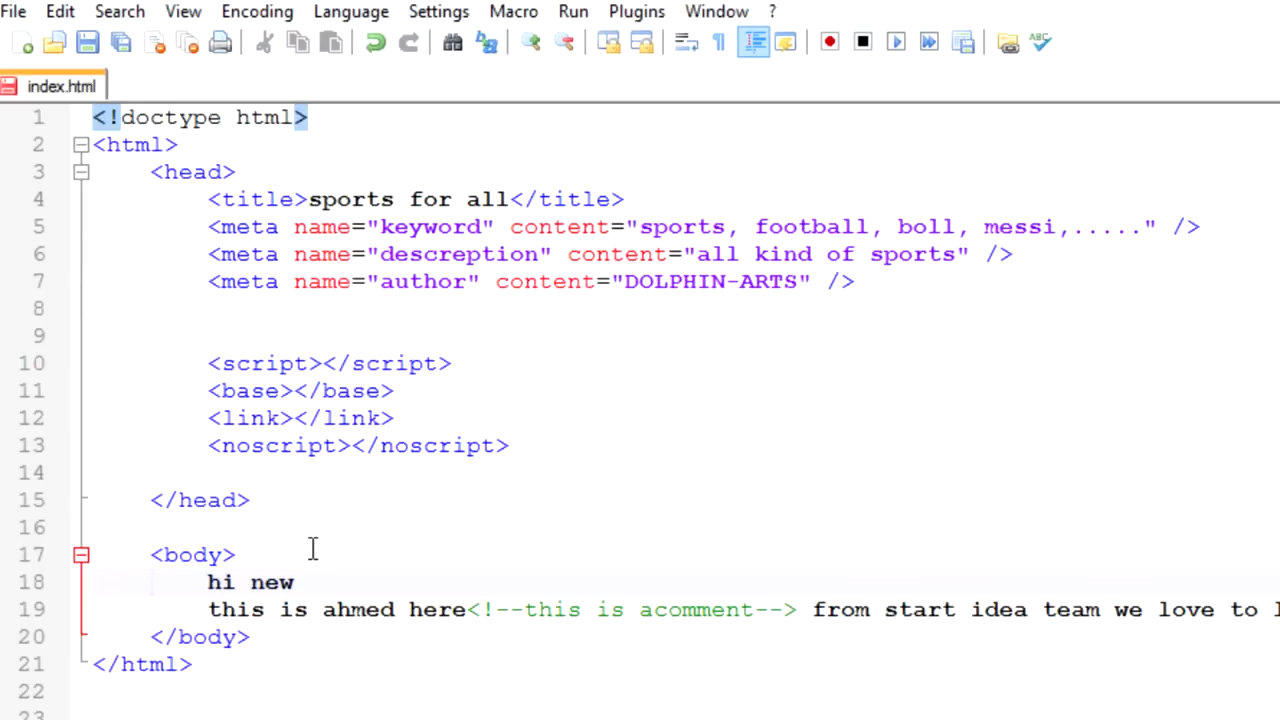 File Edit Search View Encoding Language Settings Macro Run Plugins Window ?
ABC
index.html
1 <!doctype html>
2 <html>
3 <head>
4 <title>sports for all</title>
5 <meta name="keyword" content="sports, football, boll, messi,....." />
6 <meta name="descreption" content="all kind of sports" />
7 <meta name="author" content="DOLPHIN-ARTS" />
8
9
10 <script></script>
11 <base></base>
12 <link></link>
13 <noscript></noscript>
14
15 </head>
16
17 <body>
18 hi new
19 this is ahmed here<!--this is acomment--> from start idea team we love to
20 </body>
21 </html>
22
23